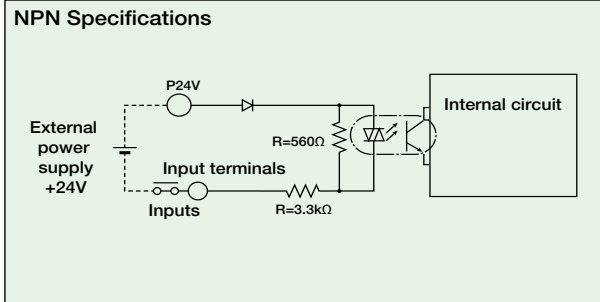 NPN Specifications
P24V
Internal circuit
External
power
supply
+24V
R=560Ω
Input terminals
Inputs
R=3.3kΩ